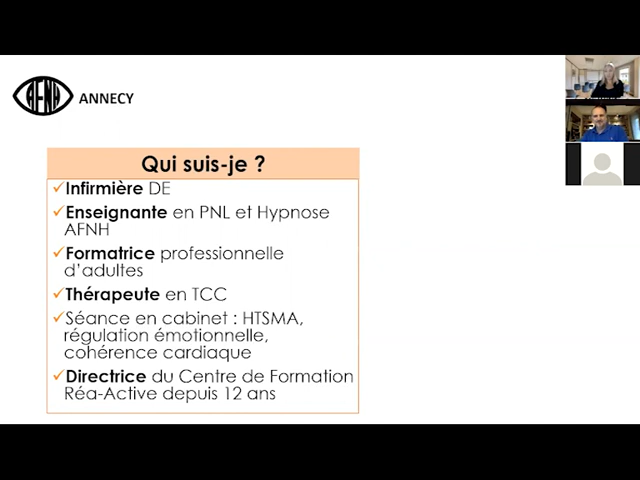 AFNH ANNECY
Qui suis-je ?
✓Infirmière DE
✓Enseignante en PNL et Hypnose
AFNH
✓Formatrice professionnelle
d'adultes
✓Thérapeute en TCC
✓Séance en cabinet : HTSMA,
régulation émotionnelle,
cohérence cardiaque
✓Directrice du Centre de Formation
Réa-Active depuis 12 ans